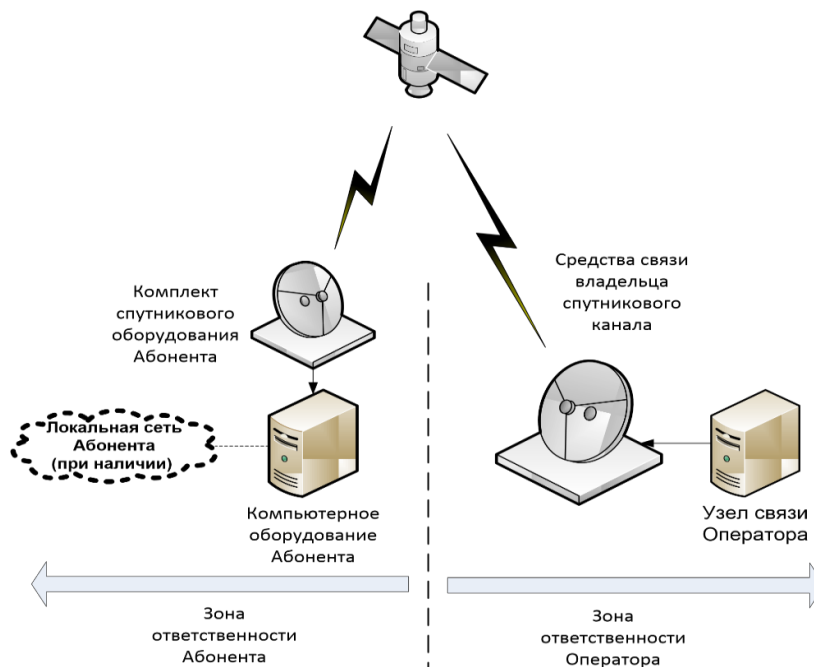 Средства связи
владельца
спутникового
канала
Комплект
спутникового
оборудования
Абонента
Локальная сеть
Абонента
(при наличии)
Компьютерное
оборудование
Абонента
Узел связи
Оператора
Зона
ответственности
Абонента
Зона
ответственности
Оператора